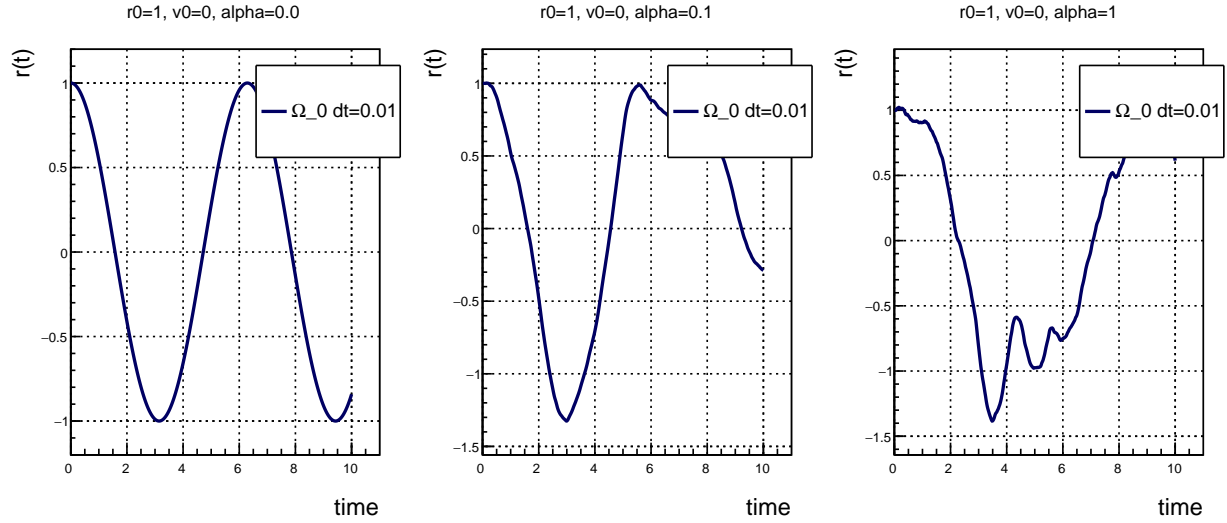 r0=1, v0=0, alpha=0.0
r(t)
1
0.5
0
−0.5
−1
0 2 4 6 8 10
time
Ω_0 dt=0.01
r0=1, v0=0, alpha=0.1
r(t)
1
0.5
0
−0.5
−1
−1.5
0 2 4 6 8 10
time
Ω_0 dt=0.01
r0=1, v0=0, alpha=1
r(t)
1
0.5
0
−0.5
−1
−1.5
0 2 4 6 8 10
time
Ω_0 dt=0.01